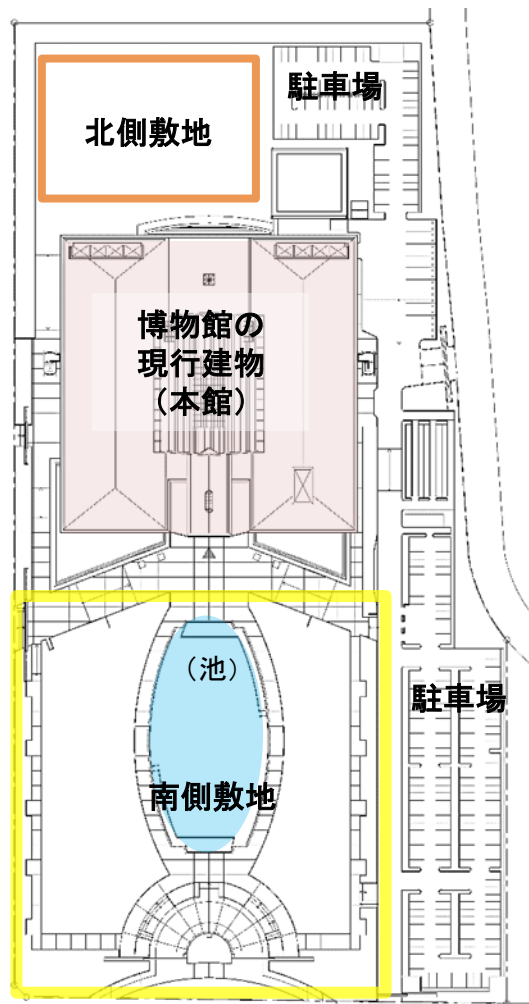 駐車場
北側敷地
博物館の
現行建物
（本館）
（池）
駐車場
南側敷地